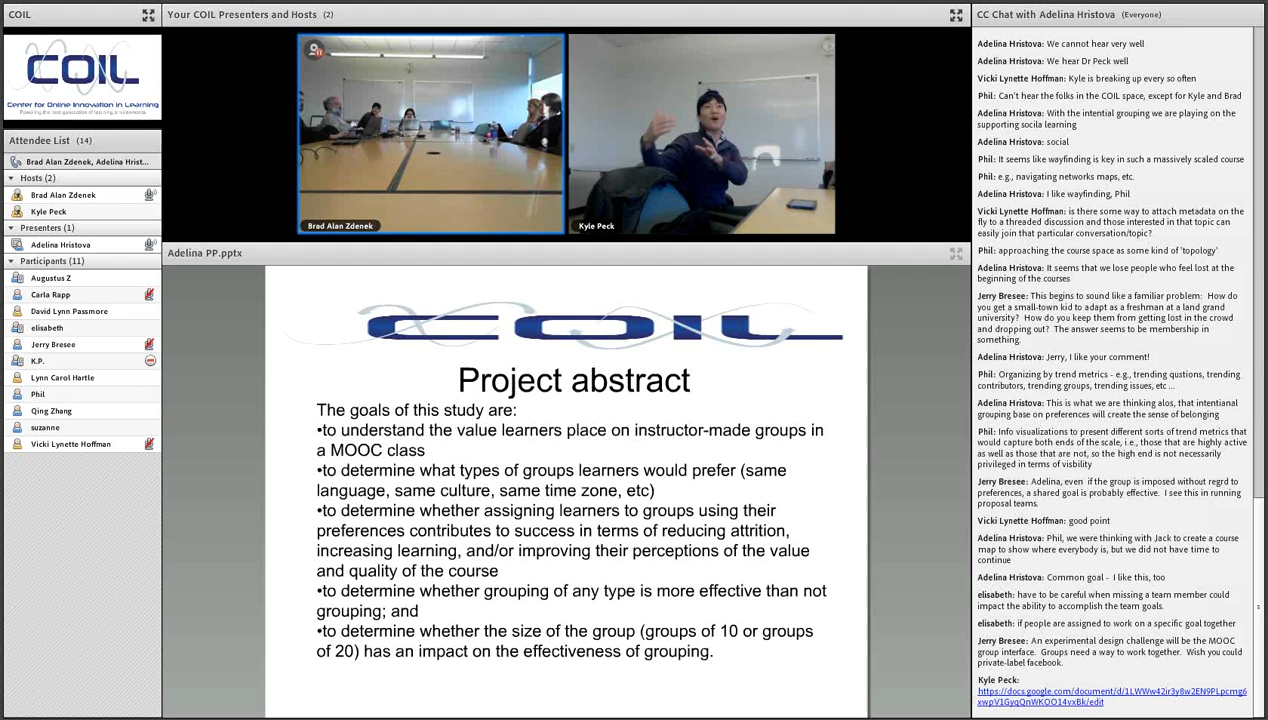 COIL
COIL
Center for Online Innovation in Learning
Attendee List (14)
Brad Alan Zdenek, Adelina Hrist...
Hosts (2)
Brad Alan Zdenek
Kyle Peck
Presenters (1)
Adelina Hristova
Participants (11)
Augustus Z
Carla Rapp
David Lynn Passmore
elisabeth
Jerry Bresee
K.P.
Lynn Carol Hartle
Phil
Qing Zhang
suzanne
Vicki Lynette Hoffman
Your COIL Presenters and Hosts (2)
Brad Alan Zdenek
Kyle Peck
Adelina PP.pptx
COIL
Project abstract
The goals of this study are:
•to understand the value learners place on instructor-made groups in
a MOOC class
•to determine what types of groups learners would prefer (same
language, same culture, same time zone, etc)
•to determine whether assigning learners to groups using their
preferences contributes to success in terms of reducing attrition,
increasing learning, and/or improving their perceptions of the value
and quality of the course
•to determine whether grouping of any type is more effective than not
grouping; and
•to determine whether the size of the group (groups of 10 or groups
of 20) has an impact on the effectiveness of grouping.
CC Chat with Adelina Hristova (Everyone)
Adelina Hristova: We cannot hear very well
Adelina Hristova: We hear Dr Peck well
Vicki Lynette Hoffman: Kyle is breaking up every so often
Phil: Can't hear the folks in the COIL space, except for Kyle and Brad
Adelina Hristova: With the intential grouping we are playing on the
supporting socila learning
Adelina Hristova: social
Phil: It seems like wayfinding is key in such a massively scaled course
Phil: e.g., navigating networks maps, etc.
Adelina Hristova: I like wayfinding, Phil
Vicki Lynette Hoffman: is there some way to attach metadata on the
fly to a threaded discussion and those interested in that topic can
easily join that particular conversation/topic?
Phil: approaching the course space as some kind of 'topology'
Adelina Hristova: It seems that we lose people who feel lost at the
beginning of the courses
Jerry Bresee: This begins to sound like a familiar problem: How do
you get a small-town kid to adapt as a freshman at a land grand
university? How do you keep them from getting lost in the crowd
and dropping out? The answer seems to be membership in
something.
Adelina Hristova: Jerry, I like your comment!
Phil: Organizing by trend metrics - e.g., trending qustions, trending
contributors, trending groups, trending issues, etc ...
Adelina Hristova: This is what we are thinking alos, that intentianal
grouping base on preferences will create the sense of belonging
Phil: Info visualizations to present different sorts of trend metrics that
would capture both ends of the scale, i.e., those that are highly active
as well as those that are not, so the high end is not necessarily
privileged in terms of visbility
Jerry Bresee: Adelina, even if the group is imposed without regrd to
preferences, a shared goal is probably effective. I see this in running
proposal teams.
Vicki Lynette Hoffman: good point
Adelina Hristova: Phil, we were thinking with Jack to create a course
map to show where everybody is, but we did not have time to
continue
Adelina Hristova: Common goal - I like this, too
elisabeth: have to be careful when missing a team member could
impact the ability to accomplish the team goals.
elisabeth: if people are assigned to work on a specific goal together
Jerry Bresee: An experimental design challenge will be the MOOC
group interface. Groups need a way to work together. Wish you could
private-label facebook.
Kyle Peck:
https://docs.google.com/document/d/1LWWw42ir3y8w2EN9PLpcmg6
xwpV1GyqQnWKOO14vxBk/edit